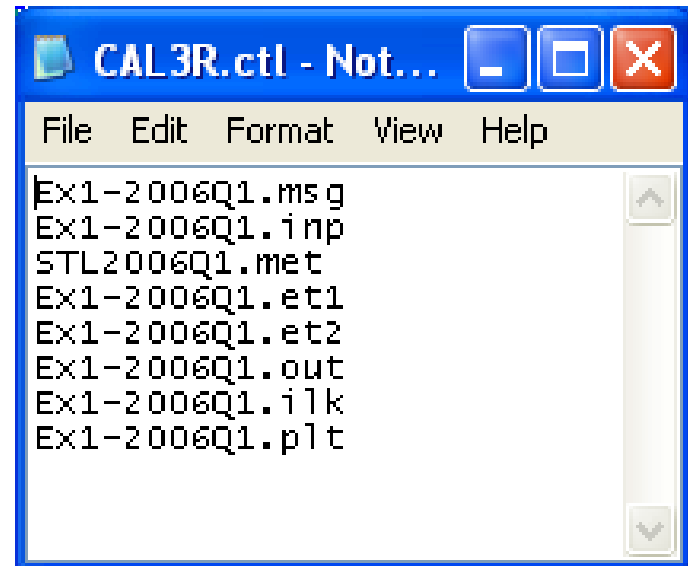 CAL3R.ctl - Not...
File Edit Format View Help
Ex1-2006Q1.msg
Ex1-2006Q1.inp
STL2006Q1.met
Ex1-2006Q1.et1
Ex1-2006Q1.et2
Ex1-2006Q1.out
Ex1-2006Q1.ilk
Ex1-2006Q1.plt